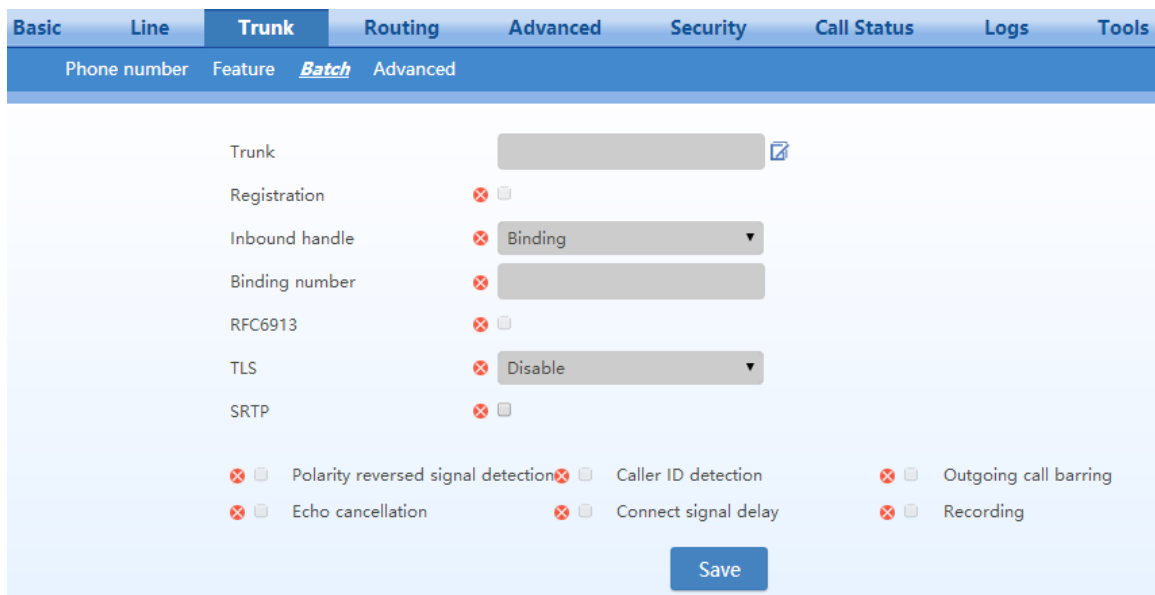 Basic Line Trunk Routing Advanced Security Call Status Logs Tools
Phone number Feature Batch Advanced
Trunk
Registration
Inbound handle Binding
Binding number
RFC6913
TLS Disable
SRTP
Polarity reversed signal detection Caller ID detection Outgoing call barring
Echo cancellation Connect signal delay Recording
Save